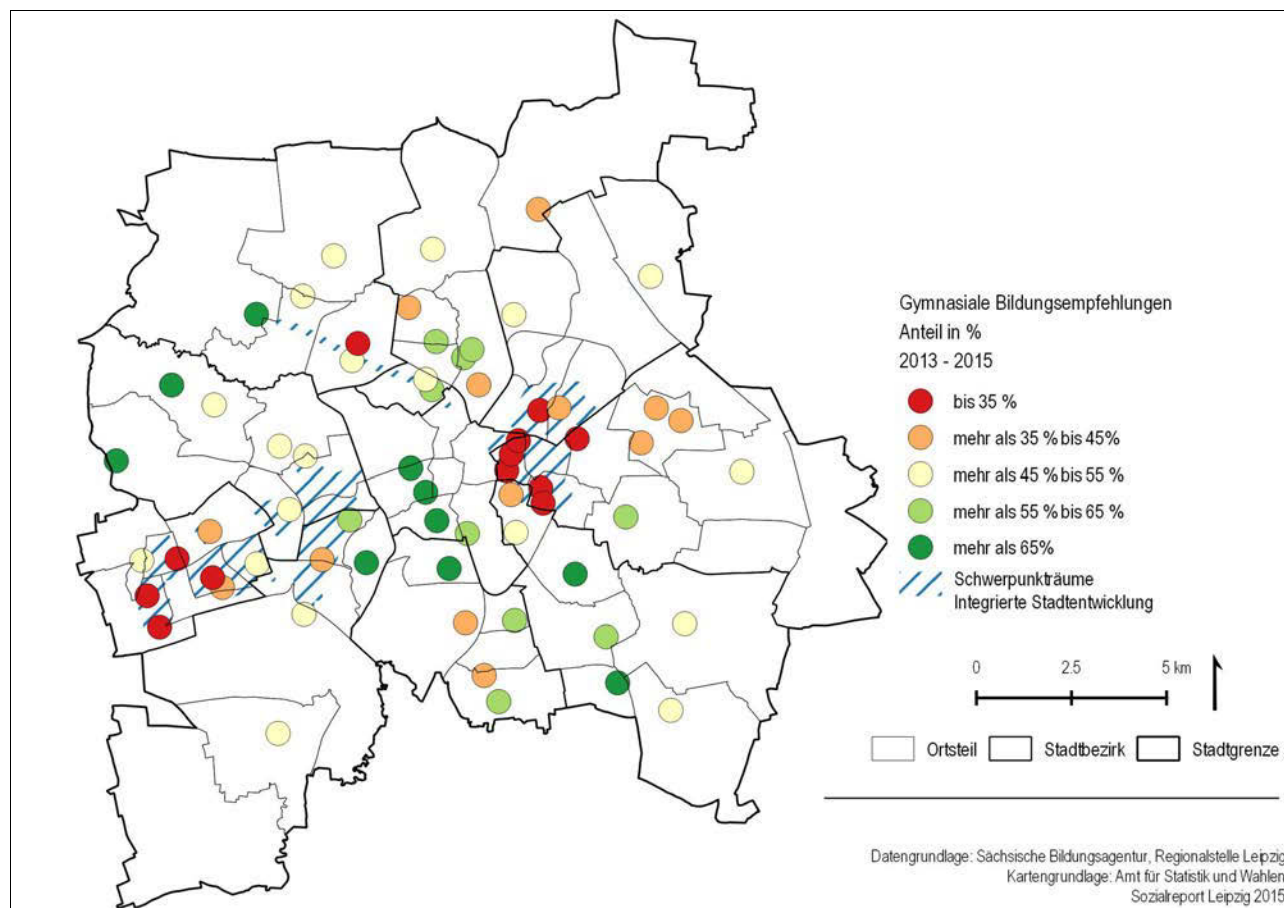 Gymnasiale Bildungsempfehlungen
Anteil in %
2013 - 2015
bis 35 %
mehr als 35 % bis 45%
mehr als 45 % bis 55 %
mehr als 55 % bis 65 %
mehr als 65%
Schwerpunkträume
Integrierte Stadtentwicklung
0 2.5 5 km
Ortsteil Stadtbezirk Stadtgrenze
Datengrundlage: Sächsische Bildungsagentur, Regionalstelle Leipzig
Kartengrundlage: Amt für Statistik und Wahlen
Sozialreport Leipzig 2015